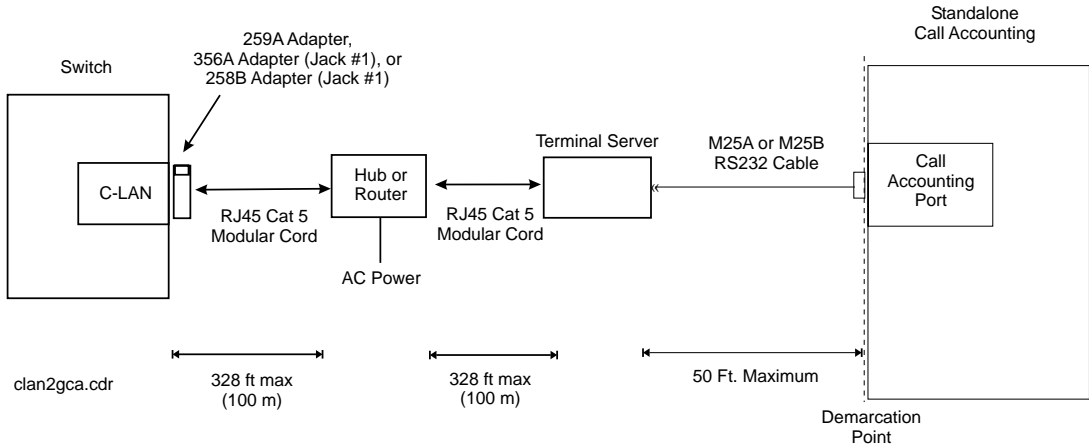 Standalone
Call Accounting
259A Adapter,
356A Adapter (Jack #1), or
258B Adapter (Jack #1)
Switch
Terminal Server
M25A or M25B
RS232 Cable
C-LAN
Hub or
Router
Call
Accounting
Port
RJ45 Cat 5
Modular Cord
RJ45 Cat 5
Modular Cord
AC Power
clan2gca.cdr
328 ft max
(100 m)
328 ft max
(100 m)
50 Ft. Maximum
Demarcation
Point